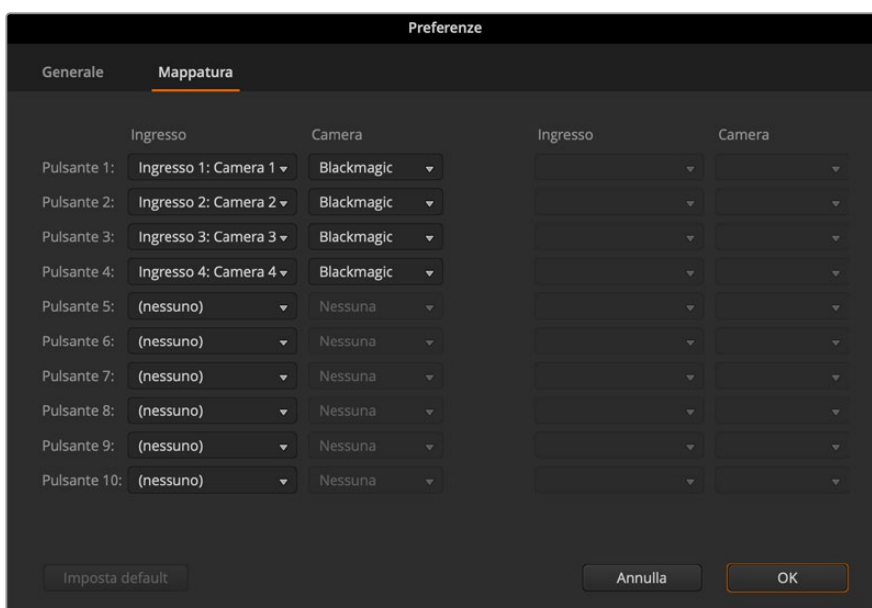 Preferenze
Generale Mappatura
Ingresso Camera Ingresso Camera
Pulsante 1: Ingresso 1: Camera 1 Blackmagic
Pulsante 2: Ingresso 2: Camera 2 Blackmagic
Pulsante 3: Ingresso 3: Camera 3 Blackmagic
Pulsante 4: Ingresso 4: Camera 4 Blackmagic
Pulsante 5: (nessuno) Nessuna
Pulsante 6: (nessuno) Nessuna
Pulsante 7: (nessuno) Nessuna
Pulsante 8: (nessuno) Nessuna
Pulsante 9: (nessuno) Nessuna
Pulsante 10: (nessuno) Nessuna
Imposta default Annulla OK